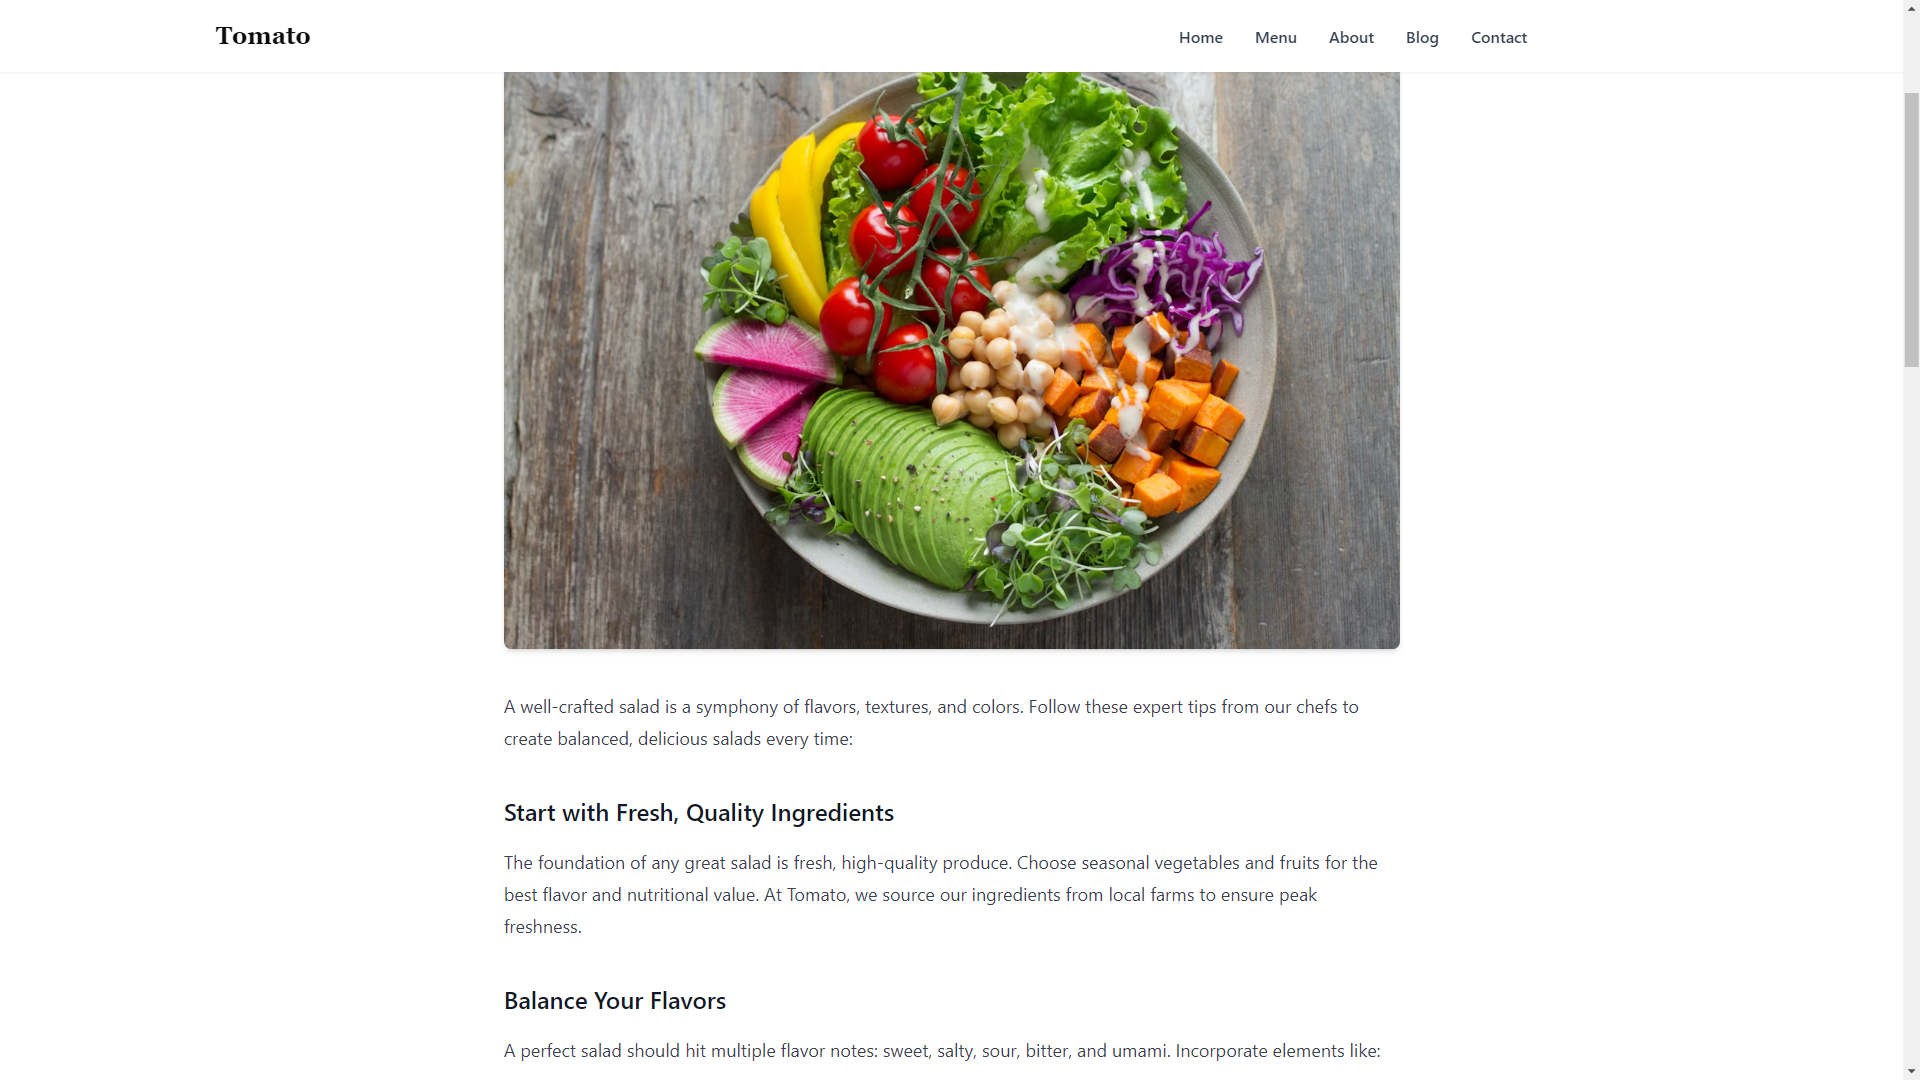 Tomato
Home Menu About Blog Contact
A well-crafted salad is a symphony of flavors, textures, and colors. Follow these expert tips from our chefs to
create balanced, delicious salads every time:
Start with Fresh, Quality Ingredients
The foundation of any great salad is fresh, high-quality produce. Choose seasonal vegetables and fruits for the
best flavor and nutritional value. At Tomato, we source our ingredients from local farms to ensure peak
freshness.
Balance Your Flavors
A perfect salad should hit multiple flavor notes: sweet, salty, sour, bitter, and umami. Incorporate elements like: